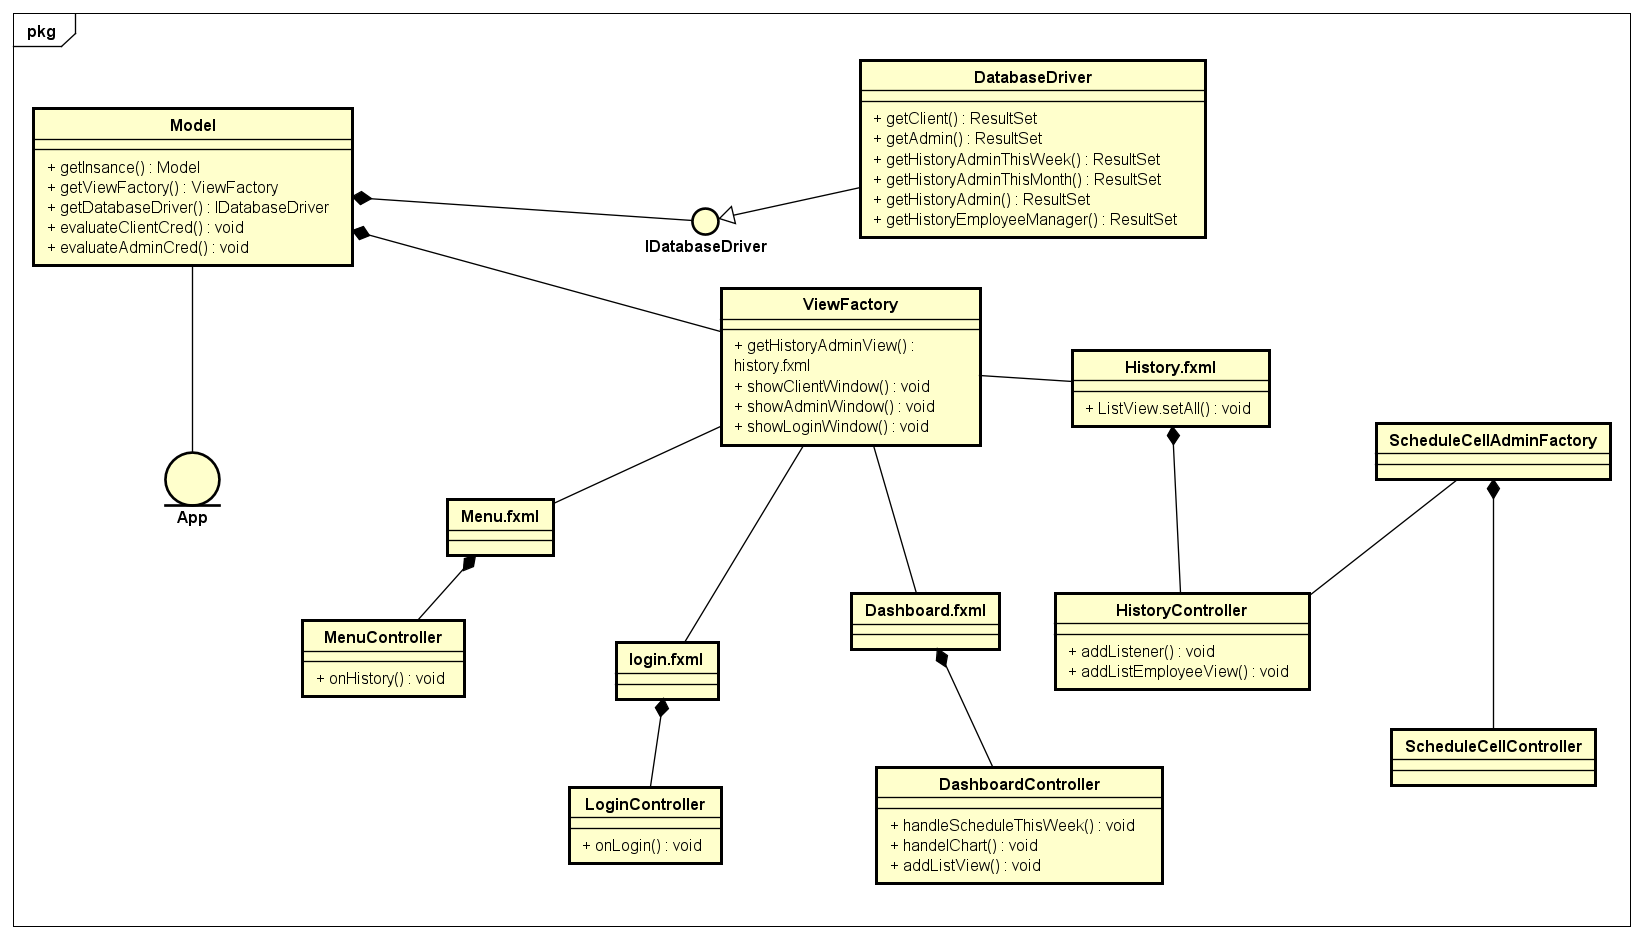 pkg
Model
+ getInsance() : Model
+ getViewFactory() : ViewFactory
+ getDatabaseDriver() : IDatabaseDriver
+ evaluateClientCred() : void
+ evaluateAdminCred() : void
DatabaseDriver
+ getClient() : ResultSet
+ getAdmin() : ResultSet
+ getHistoryAdminThisWeek() : ResultSet
+ getHistoryAdminThisMonth() : ResultSet
+ getHistoryAdmin() : ResultSet
+ getHistoryEmployeeManager() : ResultSet
IDatabaseDriver
ViewFactory
+ getHistoryAdminView() :
history.fxml
+ showClientWindow() : void
+ showAdminWindow() : void
+ showLoginWindow() : void
History.fxml
+ ListView.setAll() : void
ScheduleCellAdminFactory
App
Menu.fxml
MenuController
+ onHistory() : void
login.fxml
Dashboard.fxml
HistoryController
+ addListener() : void
+ addListEmployeeView() : void
ScheduleCellController
LoginController
+ onLogin() : void
DashboardController
+ handleScheduleThisWeek() : void
+ handelChart() : void
+ addListView() : void